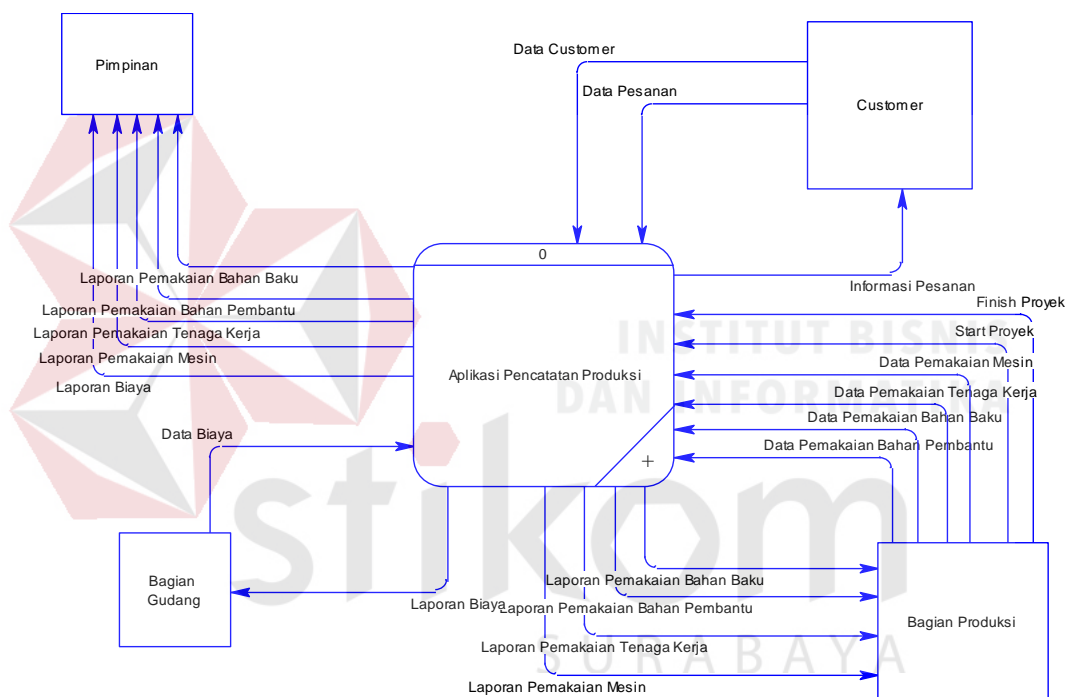 Pimpinan
Data Customer
Data Pesanan
Customer
0
Laporan Pemakaian Bahan Baku
Laporan Pemakaian Bahan Pembantu
Laporan Pemakaian Tenaga Kerja
Laporan Pemakaian Mesin
Laporan Biaya
Informasi Pesanan
Finish Proyek
Start Proyek
Data Pemakaian Mesin
Data Pemakaian Tenaga Kerja
Data Pemakaian Bahan Baku
Data Pemakaian Bahan Pembantu
Aplikasi Pencatatan Produksi
+
INSTITUT BISNIS
DAN INFORMATIKA
stikom
SURABAYA
Data Biaya
Bagian
Gudang
Laporan Biaya
Laporan Pemakaian Bahan Baku
Laporan Pemakaian Bahan Pembantu
Laporan Pemakaian Tenaga Kerja
Laporan Pemakaian Mesin
Bagian Produksi